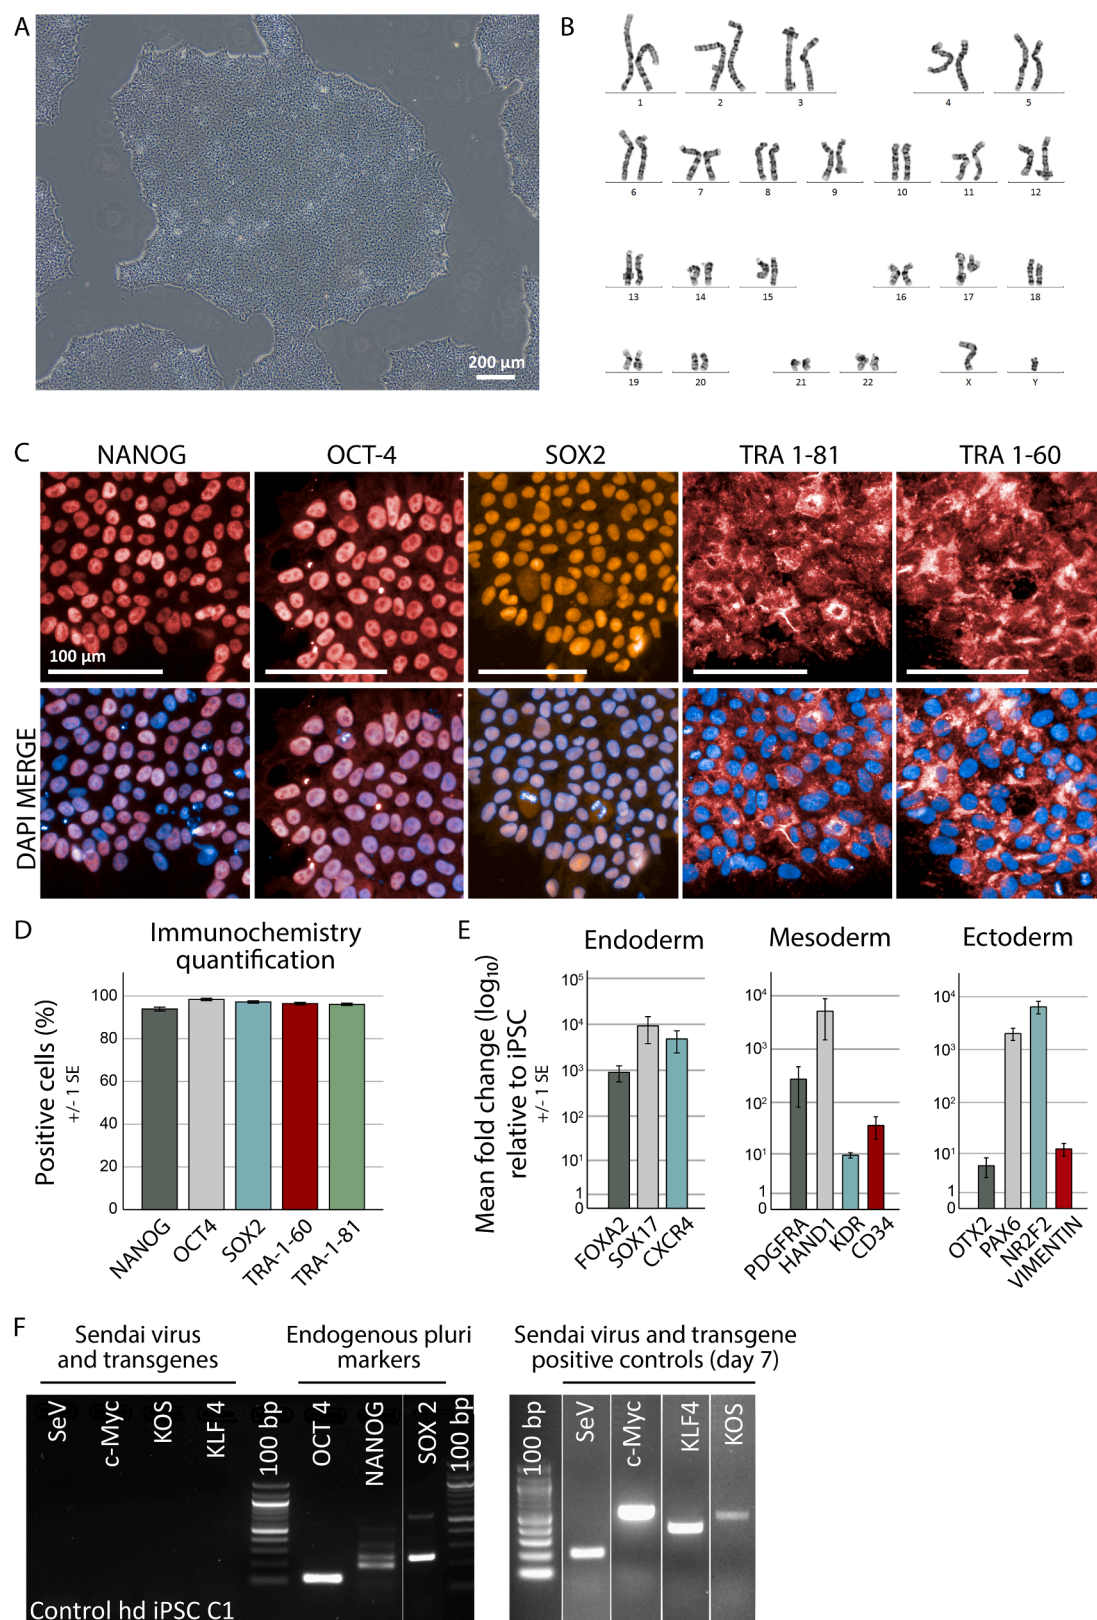 A
200 µm
B
1 2 3 4 5
6 7 8 9 10 11 12
13 14 15 16 17 18
19 20 21 22 X Y
C
NANOG OCT-4 SOX2 TRA 1-81 TRA 1-60
100 µm
DAPI MERGE
D
Immunochemistry
quantification
Positive cells (%)
+/- 1 SE
100
80
60
40
20
0
NANOG
OCT4
SOX2
TRA-1-60
TRA-1-81
E
Mean fold change (log₁₀)
relative to iPSC
+/- 1 SE
Endoderm
10⁵
10⁴
10³
10²
10¹
1
0
FOXA2
SOX17
CXCR4
Mesoderm
10⁴
10³
10²
10¹
1
0
PDGFRA
HAND1
KDR
CD34
Ectoderm
10⁴
10³
10²
10¹
1
0
OTX2
PAX6
NR2F2
VIMENTIN
F
Sendai virus
and transgenes
Endogenous pluri
markers
Sendai virus and transgene
positive controls (day 7)
SeV
c-Myc
KOS
KLF4
100 bp
OCT 4
NANOG
SOX 2
100 bp
100 bp
SeV
c-Myc
KLF4
KOS
Control hd iPSC C1